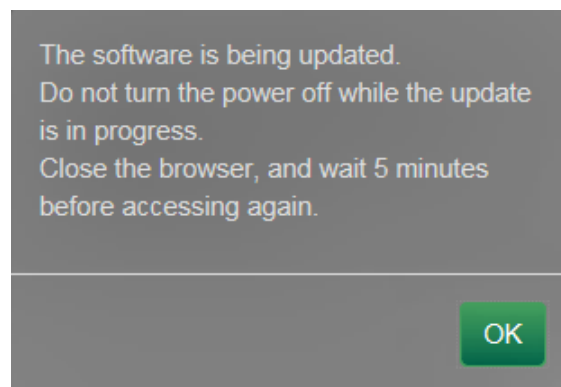 The software is being updated.
Do not turn the power off while the update
is in progress.
Close the browser, and wait 5 minutes
before accessing again.
OK